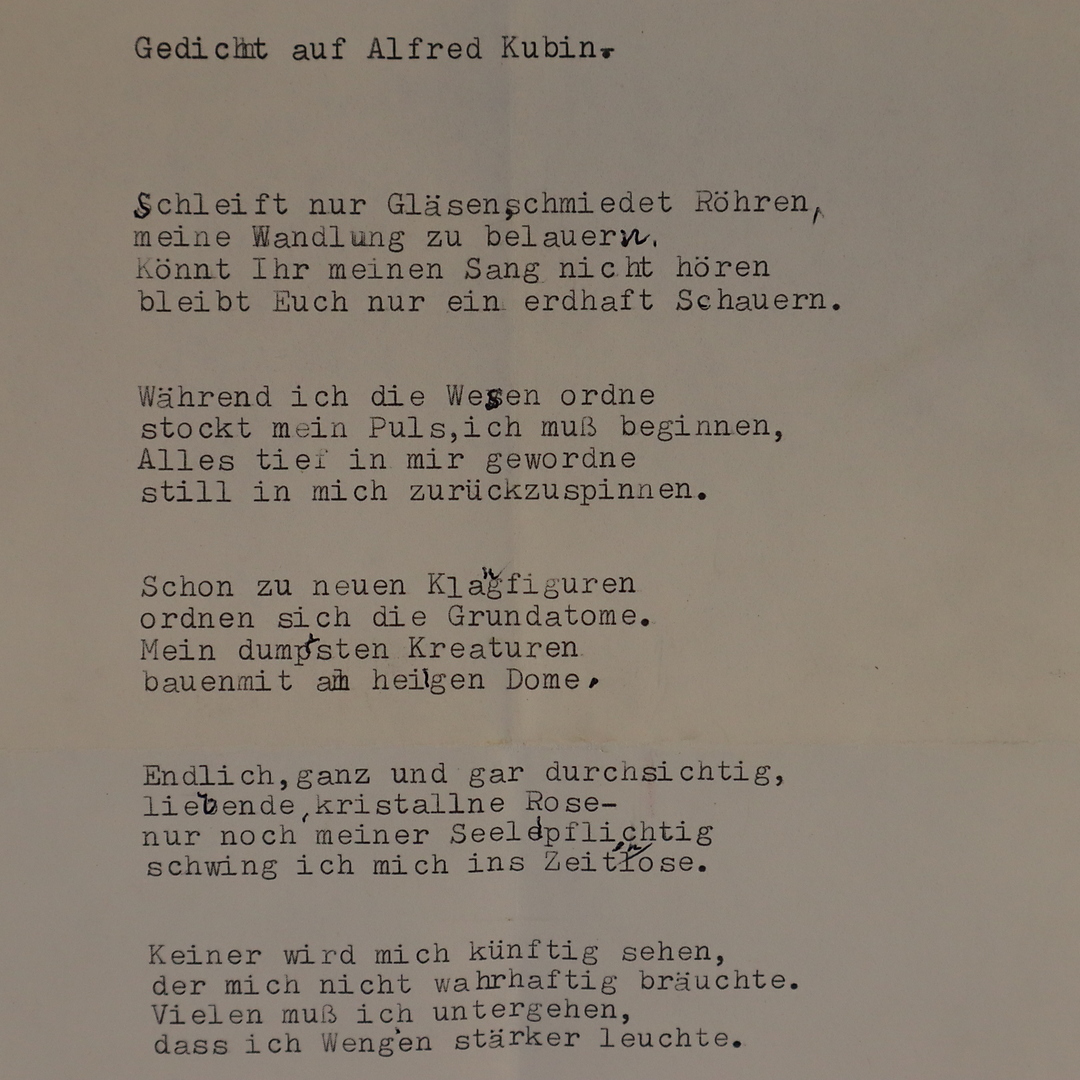 Gedicht auf Alfred Kubin.
Schleift nur Gläsen,schmiedet Röhren,
meine Wandlung zu belauern.
Könnt Ihr meinen Sang nicht hören
bleibt Euch nur ein erdhaft Schauern.
Während ich die Wesen ordne
stockt mein Puls,ich muß beginnen,
Alles tief in mir gewordne
still in mich zurückzuspinnen.
Schon zu neuen Klangfiguren
ordnen sich die Grundatome.
Mein dumpfsten Kreaturen
bauenmit am heilgen Dome.
Endlich,ganz und gar durchsichtig,
liebende,kristallne Rose-
nur noch meiner Seele pflichtig
schwing ich mich ins Zeitlose.
Keiner wird mich künftig sehen,
der mich nicht wahrhaftig bräuchte.
Vielen muß ich untergehen,
dass ich Wengen stärker leuchte.